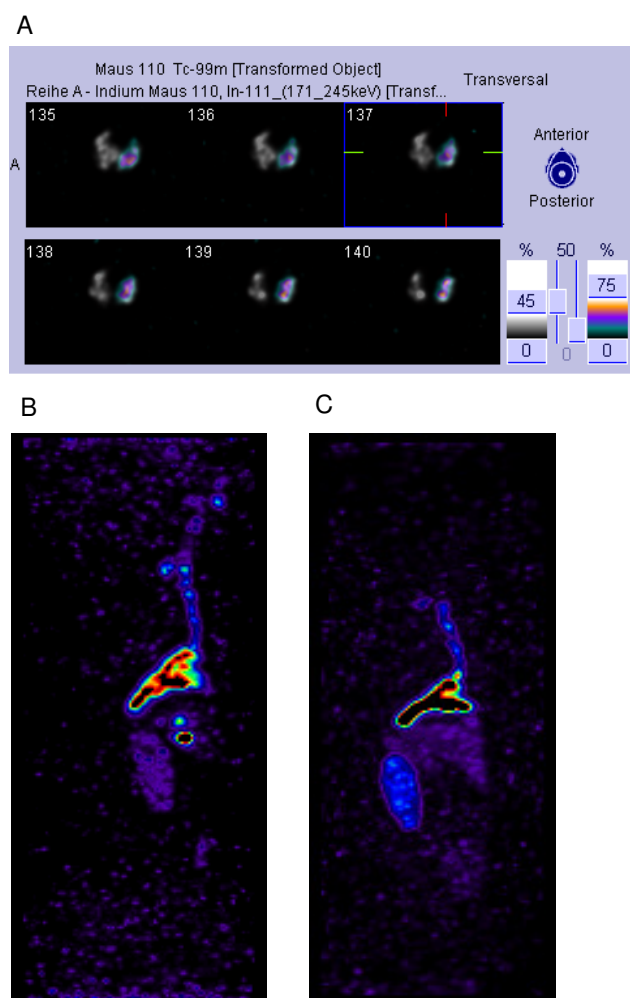 A
Maus 110 Tc-99m [Transformed Object]
Reihe A - Indium Maus 110, In-111_(171_245keV) [Transf...
Transversal
135
136
137
A
Anterior
Posterior
138
139
140
% 50 %
45
75
0 0 0
B
C